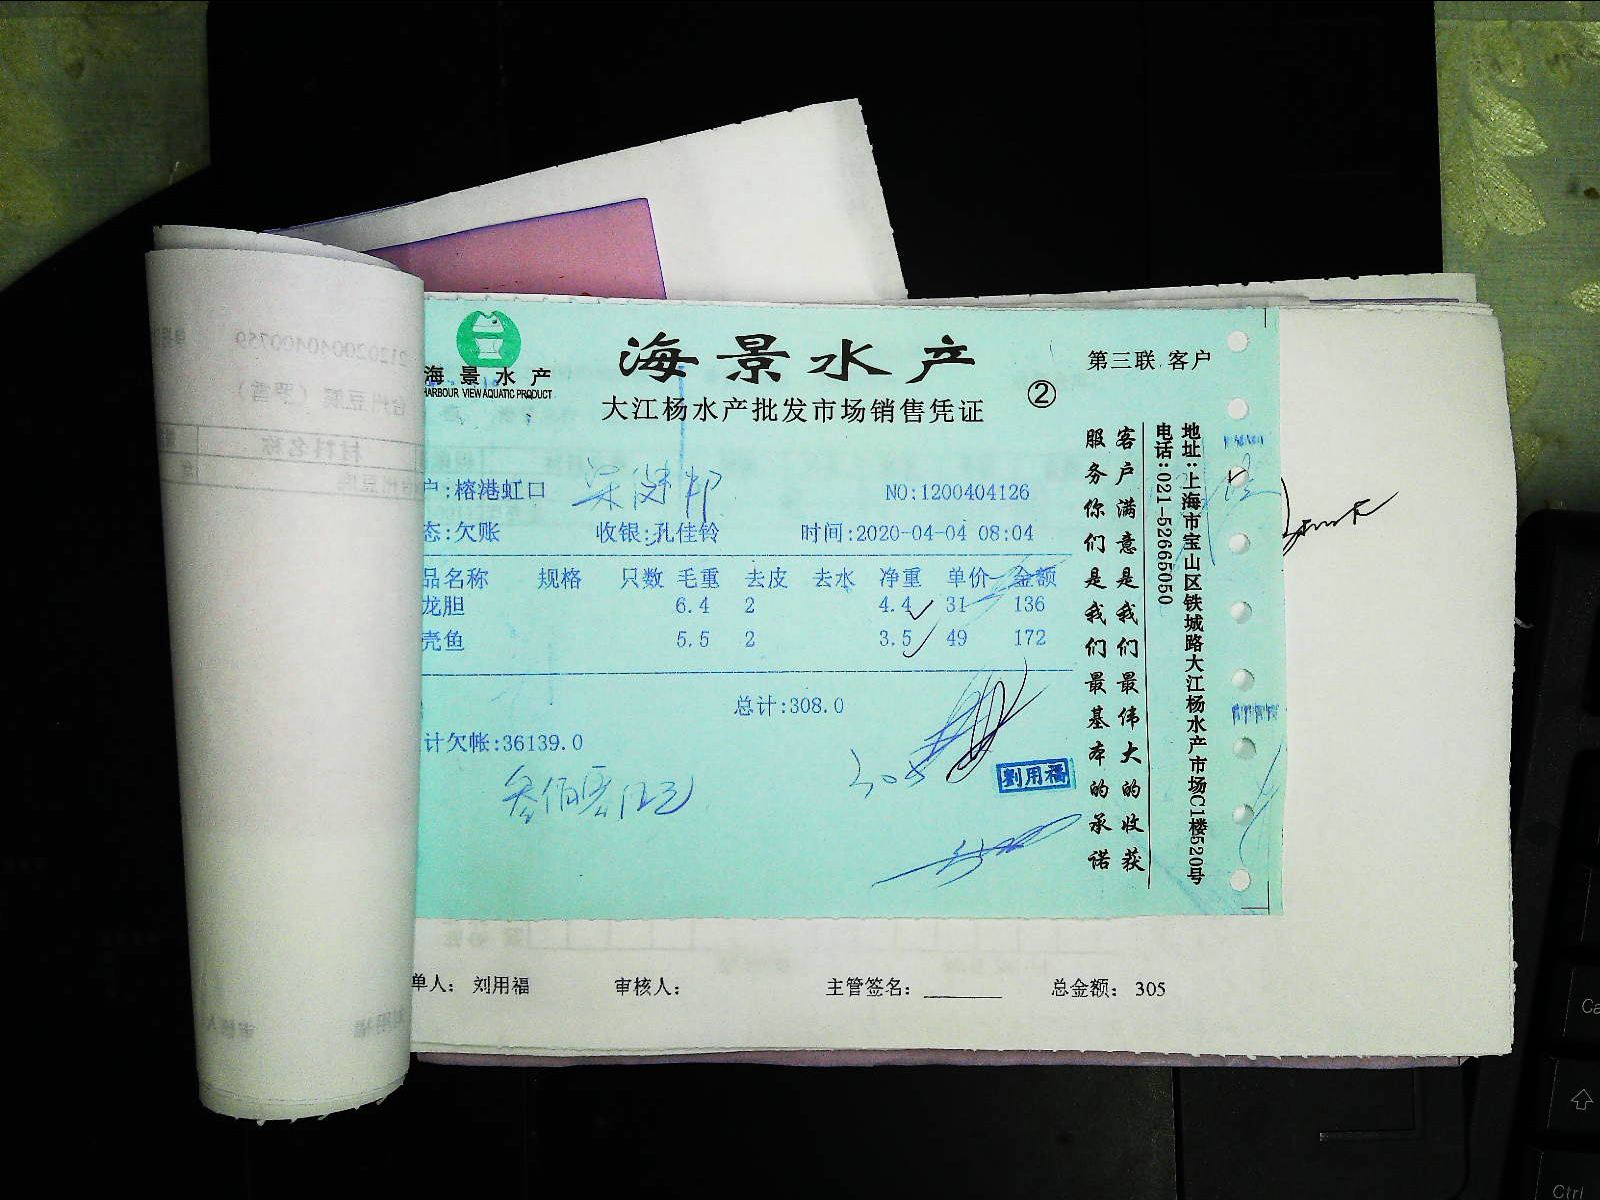 海景水产
HARBOUR VIEW AQUATIC PRODUCT
海景水产
大江杨水产批发市场销售凭证
②
第三联 客户
户:榕港虹口
NO:1200404126
态:欠账 收银:孔佳铃 时间:2020-04-04 08:04
品名称 规格 只数 毛重 去皮 去水 净重 单价 金额
龙胆 6.4 2 4.4 31 136
壳鱼 5.5 2 3.5 49 172
总计:308.0
计欠帐:36139.0
305
劉用福
客户满意是我们最伟大的收获
服务你们是我们最基本的承诺
地址:上海市宝山区铁城路大江杨水产市场C1楼520号
电话:021-52665050
单人: 刘用福 审核人: 主管签名: 总金额: 305
212020040400759
材料名称